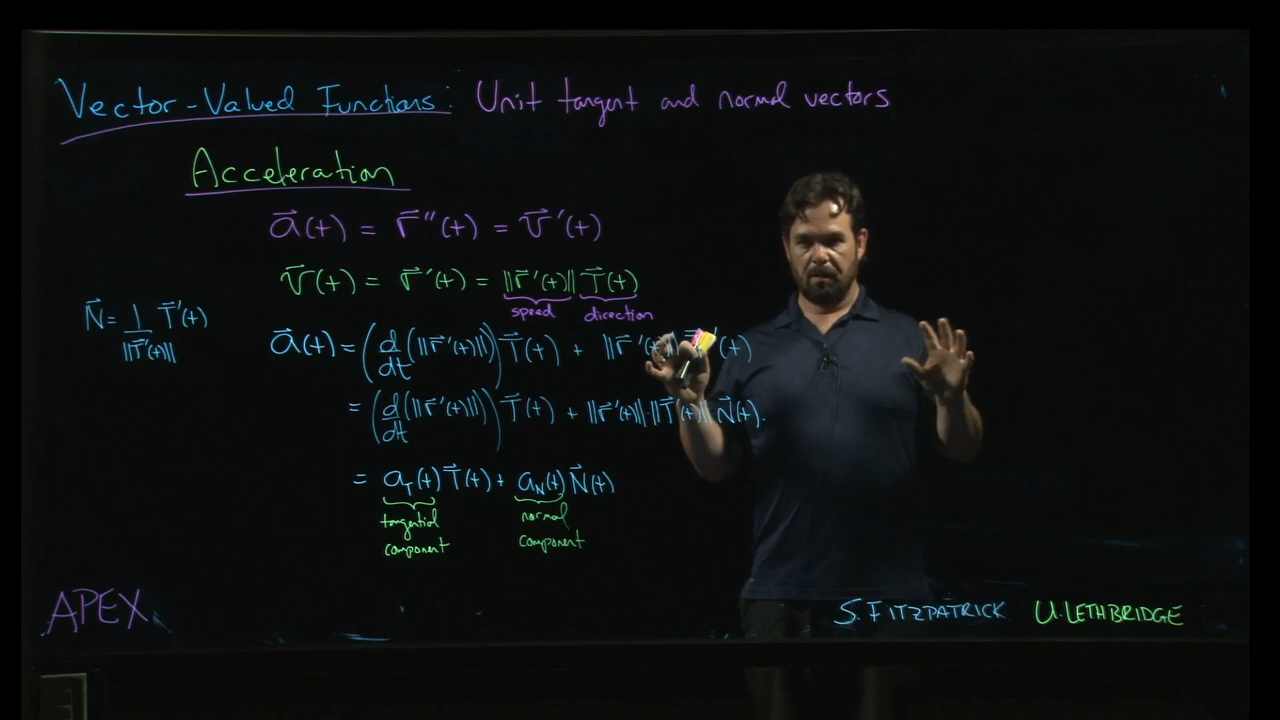 Vector-Valued Functions: Unit tangent and normal vectors
Acceleration
a⃗(t) = r⃗''(t) = v⃗'(t)
v⃗(t) = r⃗'(t) = ||r⃗'(t)|| T⃗(t)
speed direction
N⃗ = 1/||T⃗'(t)|| T⃗'(t)
a⃗(t) = (d/dt (||r⃗'(t)||)) T⃗(t) + ||r⃗'(t)|| T⃗'(t)
= (d/dt (||r⃗'(t)||)) T⃗(t) + ||r⃗'(t)||·||T⃗'(t)|| N⃗(t).
= a_T(t) T⃗(t) + a_N(t) N⃗(t)
tangential component
normal component
APEX
S. FITZPATRICK U. LETHBRIDGE